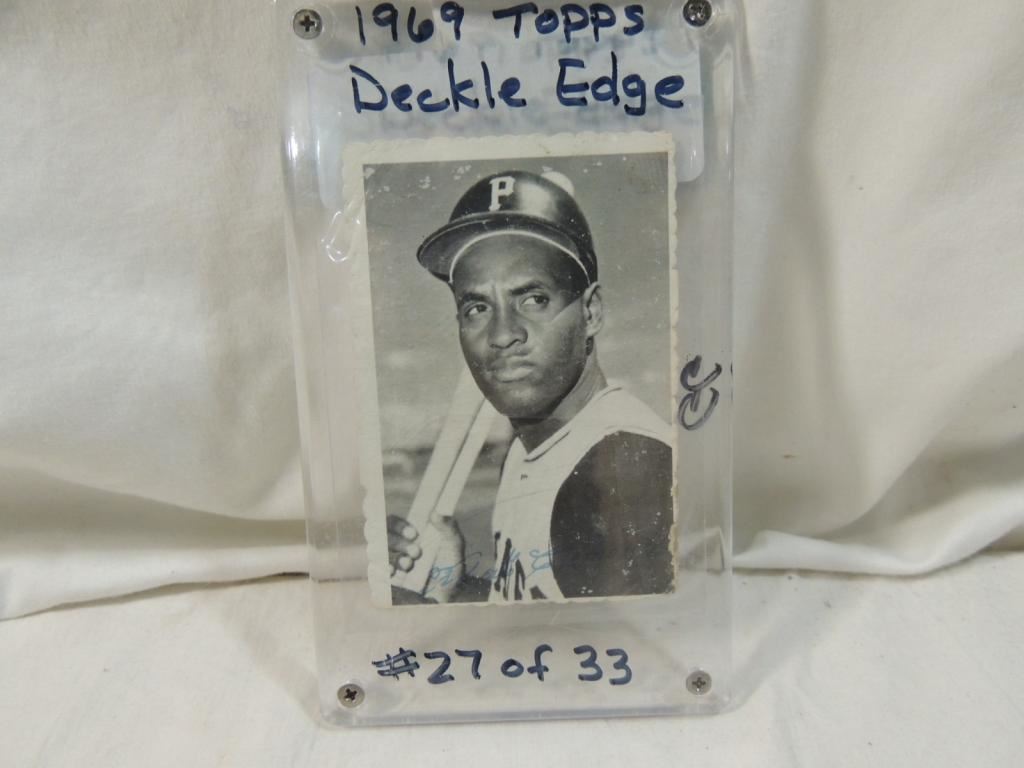 1969 Topps
Deckle Edge
P
#27 of 33